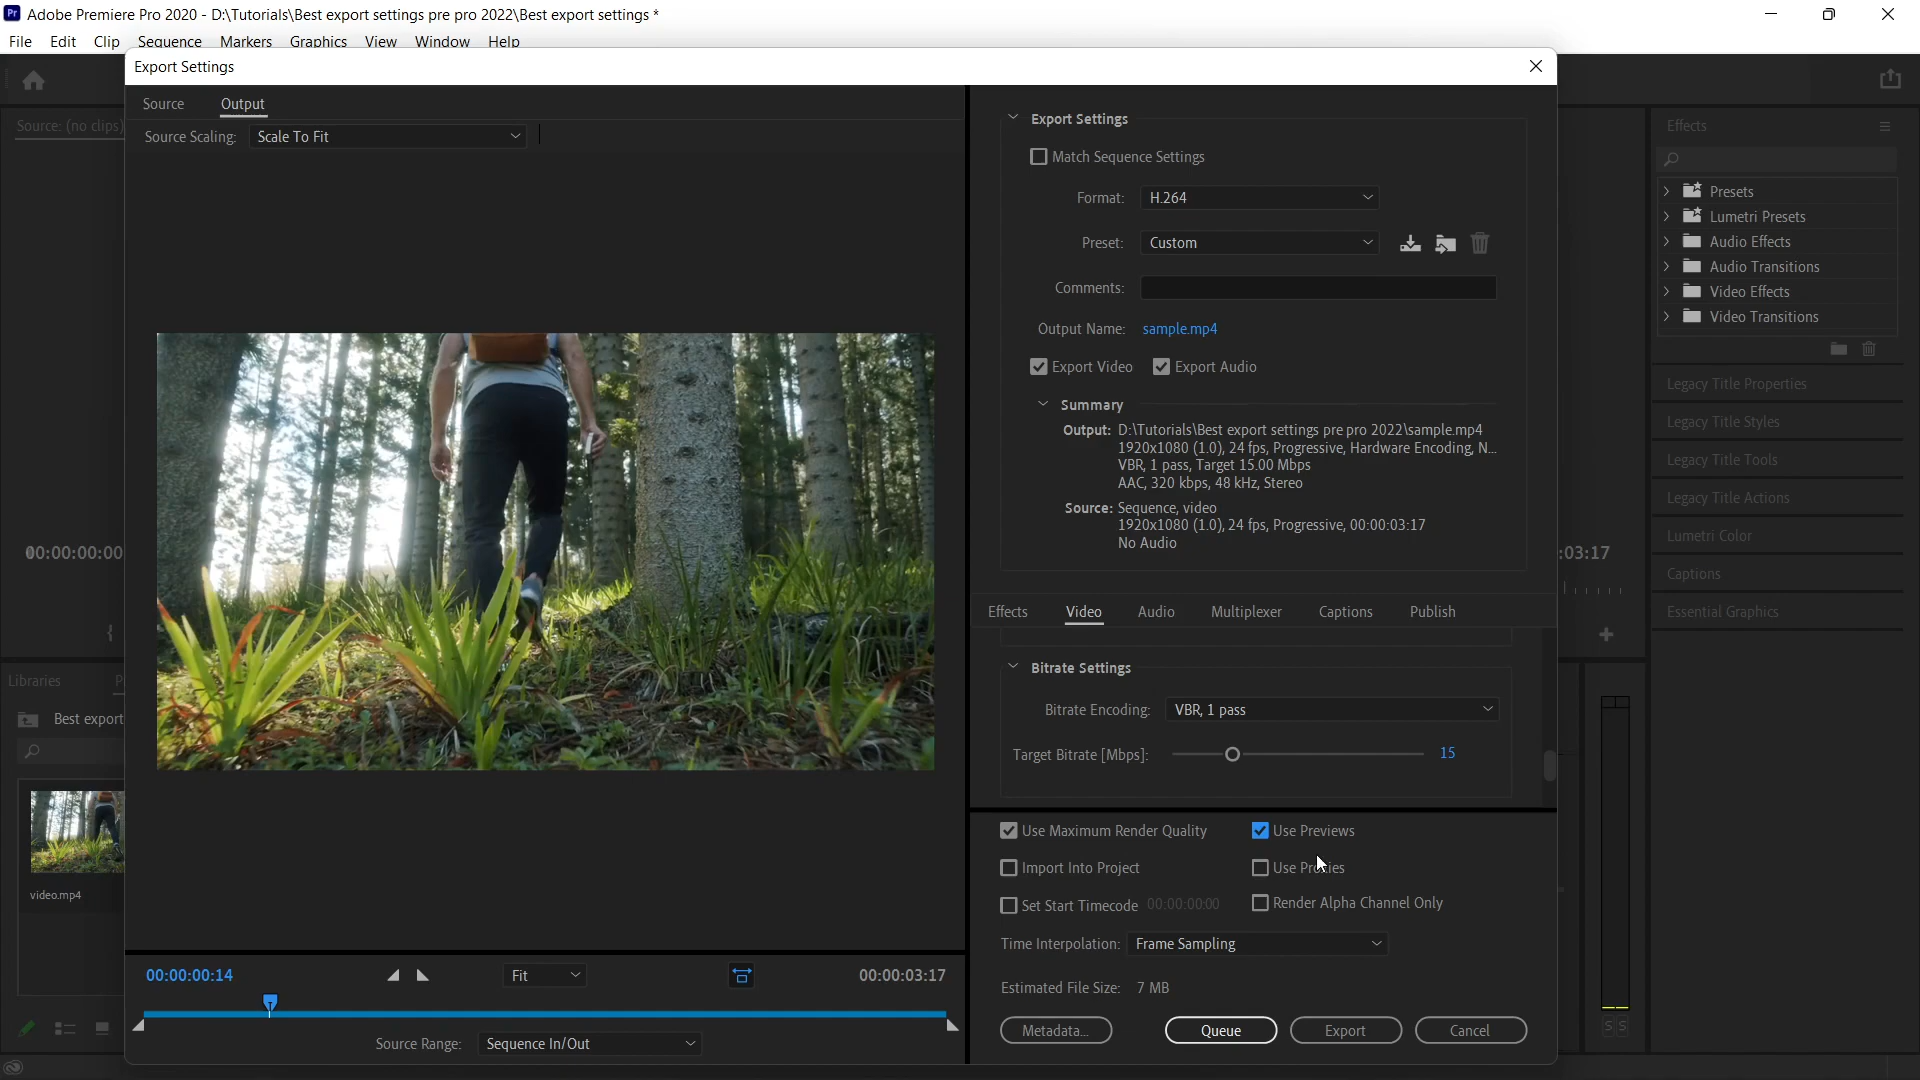 Pr Adobe Premiere Pro 2020 - D:\Tutorials\Best export settings pre pro 2022\Best export settings *
File Edit Clip Sequence Markers Graphics View Window Help
Export Settings
Source: (no clips)
Source Output
Source Scaling: Scale To Fit
00:00:00:00
Libraries P
Best export
video.mp4
00:00:00:14
Fit
00:00:03:17
Source Range: Sequence In/Out
Export Settings
Match Sequence Settings
Format: H.264
Preset: Custom
Comments:
Output Name: sample.mp4
Export Video Export Audio
Summary
Output: D:\Tutorials\Best export settings pre pro 2022\sample.mp4
1920x1080 (1.0), 24 fps, Progressive, Hardware Encoding, N...
VBR, 1 pass, Target 15.00 Mbps
AAC, 320 kbps, 48 kHz, Stereo
Source: Sequence, video
1920x1080 (1.0), 24 fps, Progressive, 00:00:03:17
No Audio
Effects Video Audio Multiplexer Captions Publish
Bitrate Settings
Bitrate Encoding: VBR, 1 pass
Target Bitrate [Mbps]: 15
Use Maximum Render Quality Use Previews
Import Into Project Use Proxies
Set Start Timecode 00:00:00:00 Render Alpha Channel Only
Time Interpolation: Frame Sampling
Estimated File Size: 7 MB
Metadata... Queue Export Cancel
:03:17
S S
Effects
Presets
Lumetri Presets
Audio Effects
Audio Transitions
Video Effects
Video Transitions
Legacy Title Properties
Legacy Title Styles
Legacy Title Tools
Legacy Title Actions
Lumetri Color
Captions
Essential Graphics